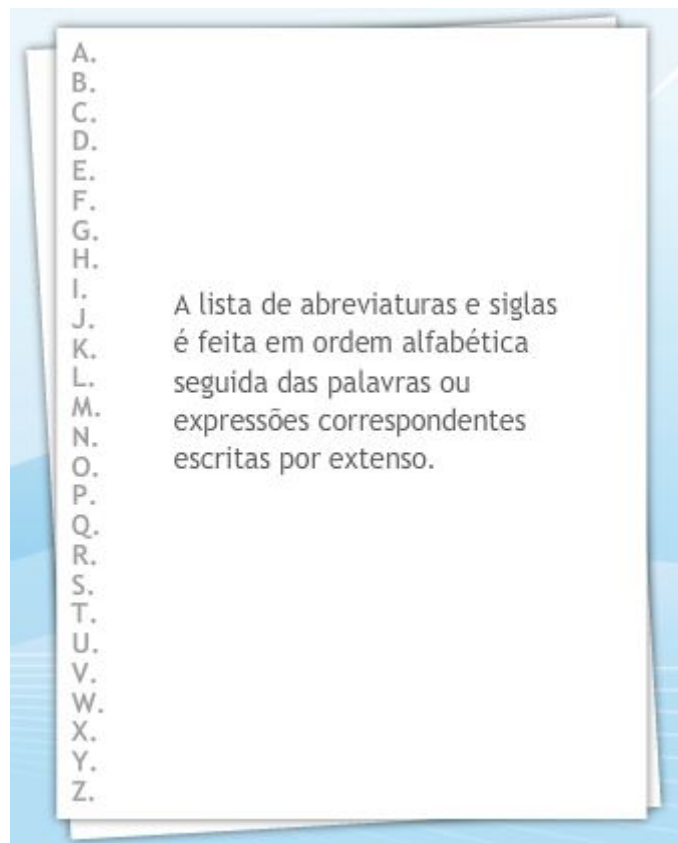 A.
B.
C.
D.
E.
F.
G.
H.
I.
J.
K.
L.
M.
N.
O.
P.
Q.
R.
S.
T.
U.
V.
W.
X.
Y.
Z.
A lista de abreviaturas e siglas
é feita em ordem alfabética
seguida das palavras ou
expressões correspondentes
escritas por extenso.